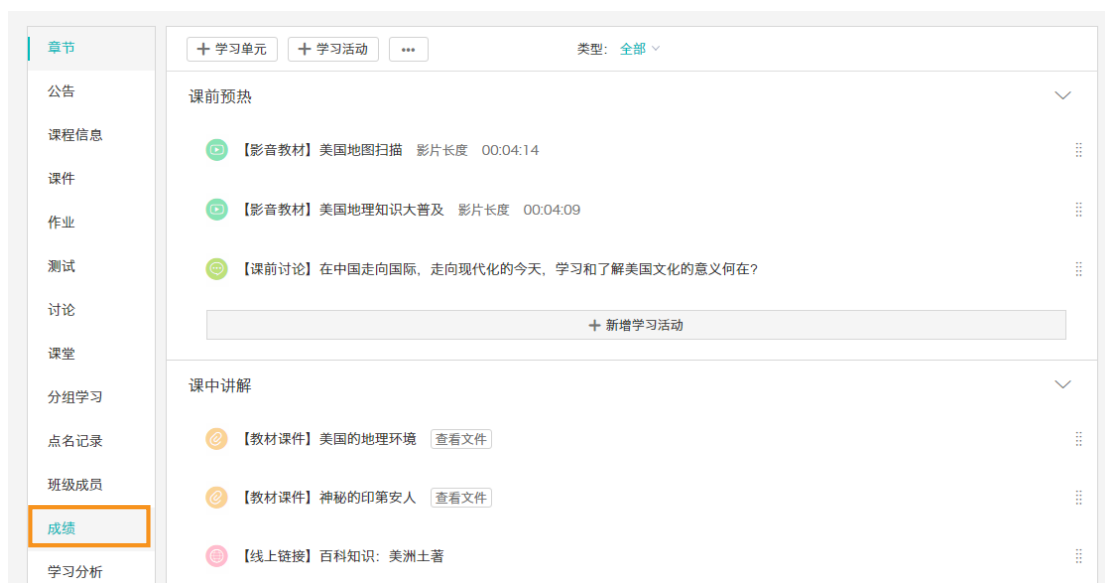 章节
公告
课程信息
课件
作业
测试
讨论
课堂
分组学习
点名记录
班级成员
成绩
学习分析
+ 学习单元 + 学习活动 ··· 类型: 全部
课前预热
【影音教材】美国地图扫描 影片长度 00:04:14
【影音教材】美国地理知识大普及 影片长度 00:04:09
【课前讨论】在中国走向国际，走向现代化的今天，学习和了解美国文化的意义何在?
+ 新增学习活动
课中讲解
【教材课件】美国的地理环境 查看文件
【教材课件】神秘的印第安人 查看文件
【线上链接】百科知识：美洲土著